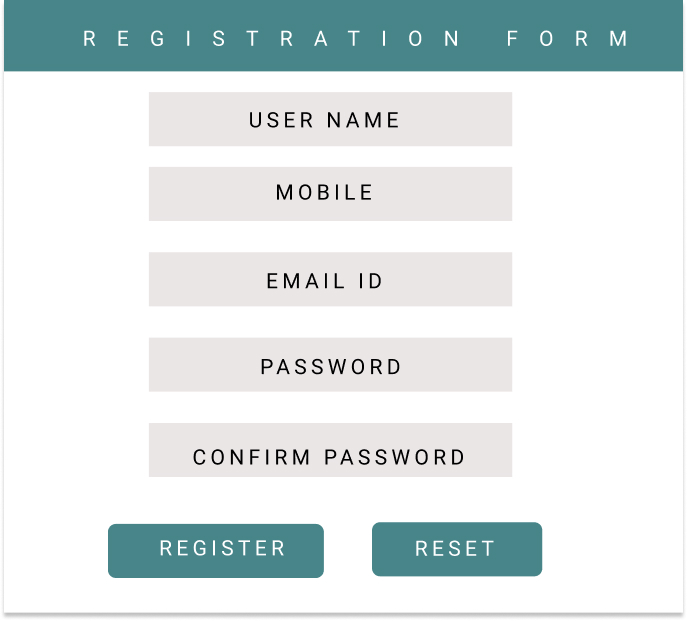 REGISTRATION FORM
USER NAME
MOBILE
EMAIL ID
PASSWORD
CONFIRM PASSWORD
REGISTER RESET